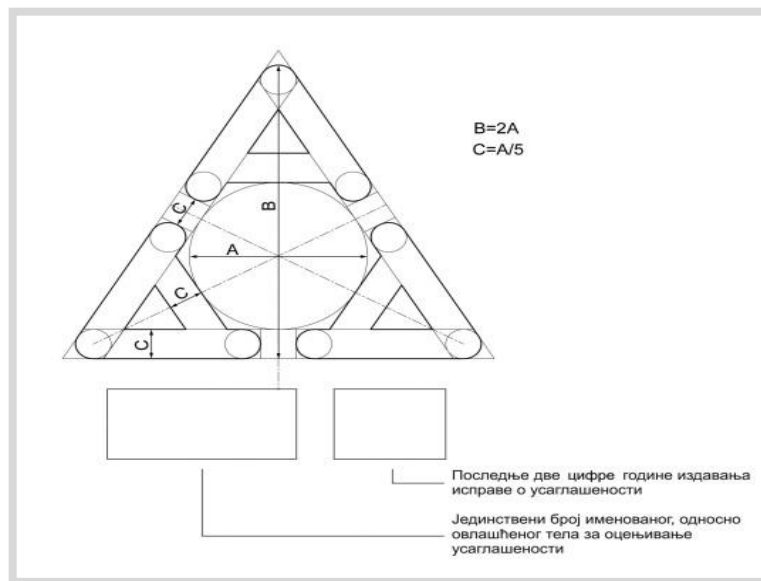 B=2A
C=A/5
C
B
A
C
C
Последње две цифре године издавања
исправе о усаглашености
Јединствени број именованог, односно
овлашћеног тела за оцењивање
усаглашености